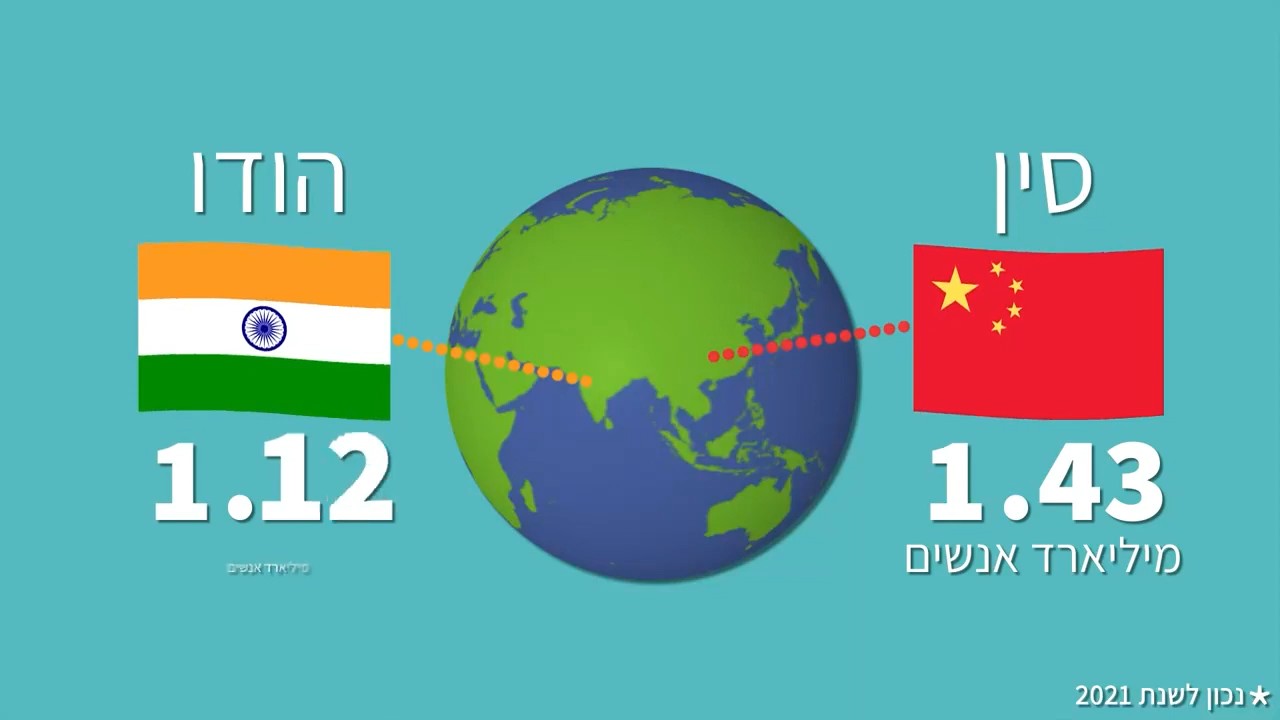 סין
1.43
מיליארד אנשים
הודו
1.12
מיליארד אנשים
* נכון לשנת 2021